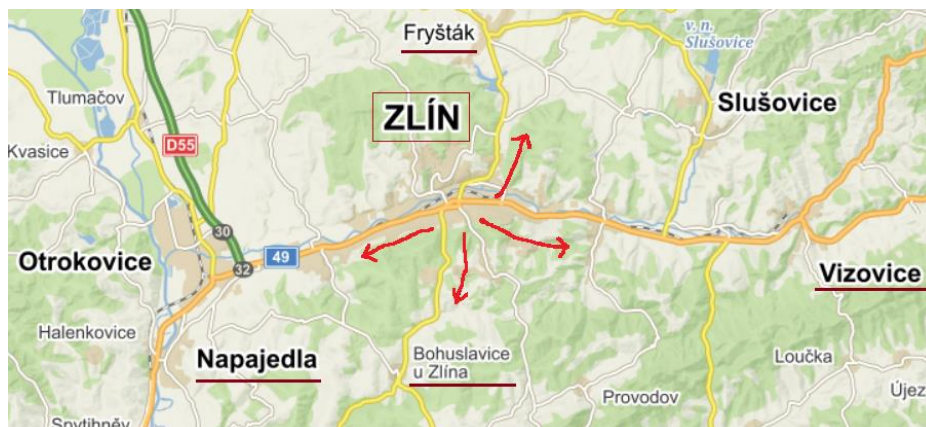 Fryšták
v. n.
Slušovice
Tlumačov
ZLÍN
Slušovice
D55
Kvasice
30
Otrokovice
49
32
Vizovice
Halenkovice
Napajedla
Bohuslavice
u Zlína
Loučka
Provodov
Újez
Spytihněv